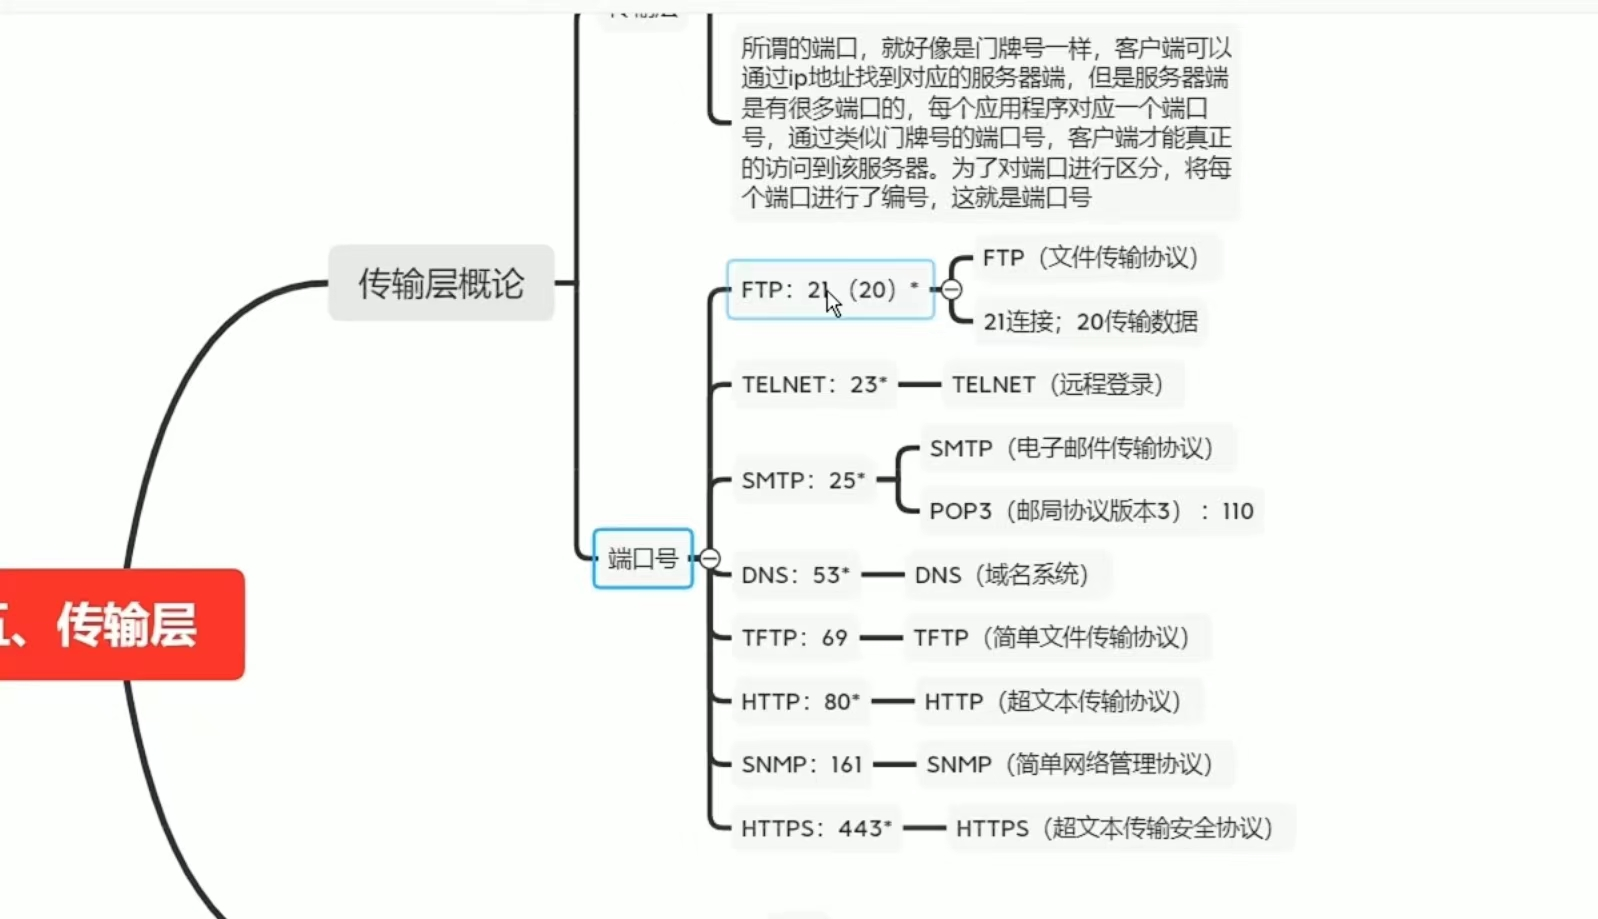 所谓的端口，就好像是门牌号一样，客户端可以
通过ip地址找到对应的服务器端，但是服务器端
是有很多端口的，每个应用程序对应一个端口
号，通过类似门牌号的端口号，客户端才能真正
的访问到该服务器。为了对端口进行区分，将每
个端口进行了编号，这就是端口号
传输层概论
FTP：21（20）*
FTP（文件传输协议）
21连接；20传输数据
TELNET：23*
TELNET（远程登录）
SMTP：25*
SMTP（电子邮件传输协议）
POP3（邮局协议版本3）：110
端口号
DNS：53*
DNS（域名系统）
、传输层
TFTP：69
TFTP（简单文件传输协议）
HTTP：80*
HTTP（超文本传输协议）
SNMP：161
SNMP（简单网络管理协议）
HTTPS：443*
HTTPS（超文本传输安全协议）